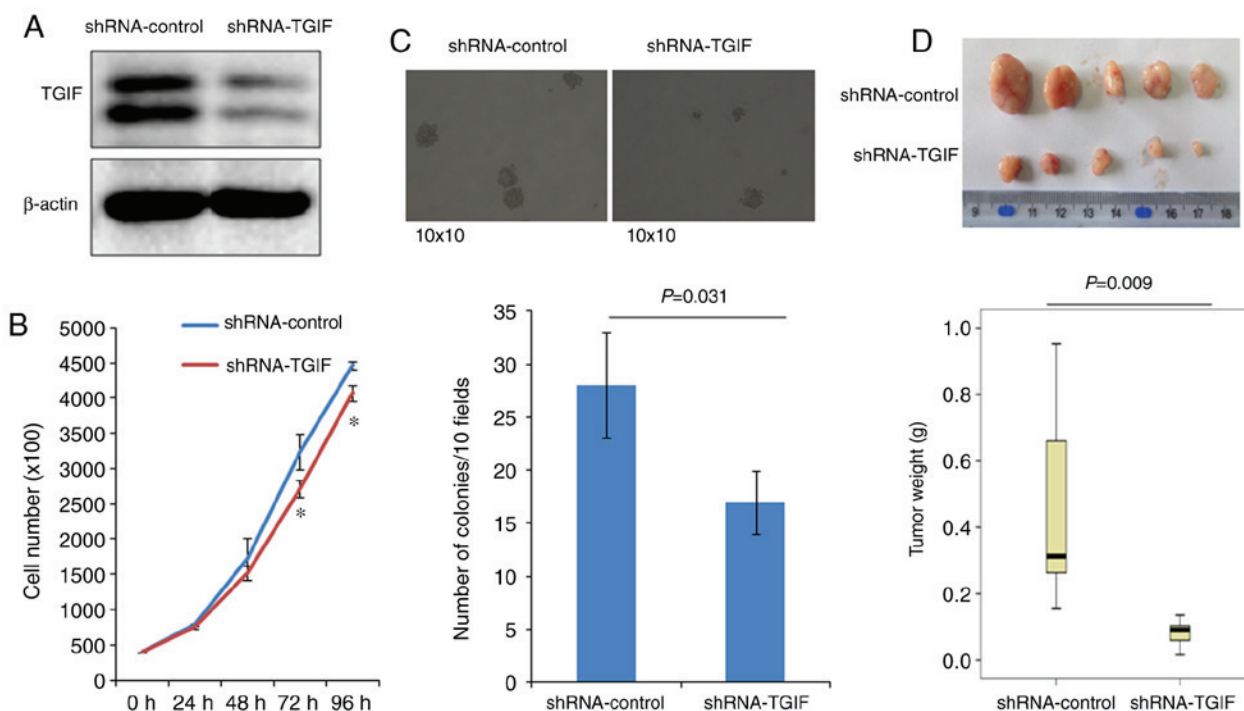 A
shRNA-control shRNA-TGIF
TGIF
β-actin
B
shRNA-control
shRNA-TGIF
Cell number (x100)
5000
4500
4000
3500
3000
2500
2000
1500
1000
500
0
*
*
0 h 24 h 48 h 72 h 96 h
C
shRNA-control shRNA-TGIF
10x10 10x10
P=0.031
Number of colonies/10 fields
35
30
25
20
15
10
5
0
shRNA-control shRNA-TGIF
D
shRNA-control
shRNA-TGIF
9 11 12 13 14 16 17 18
P=0.009
Tumor weight (g)
1.0
0.8
0.6
0.4
0.2
0.0
shRNA-control shRNA-TGIF